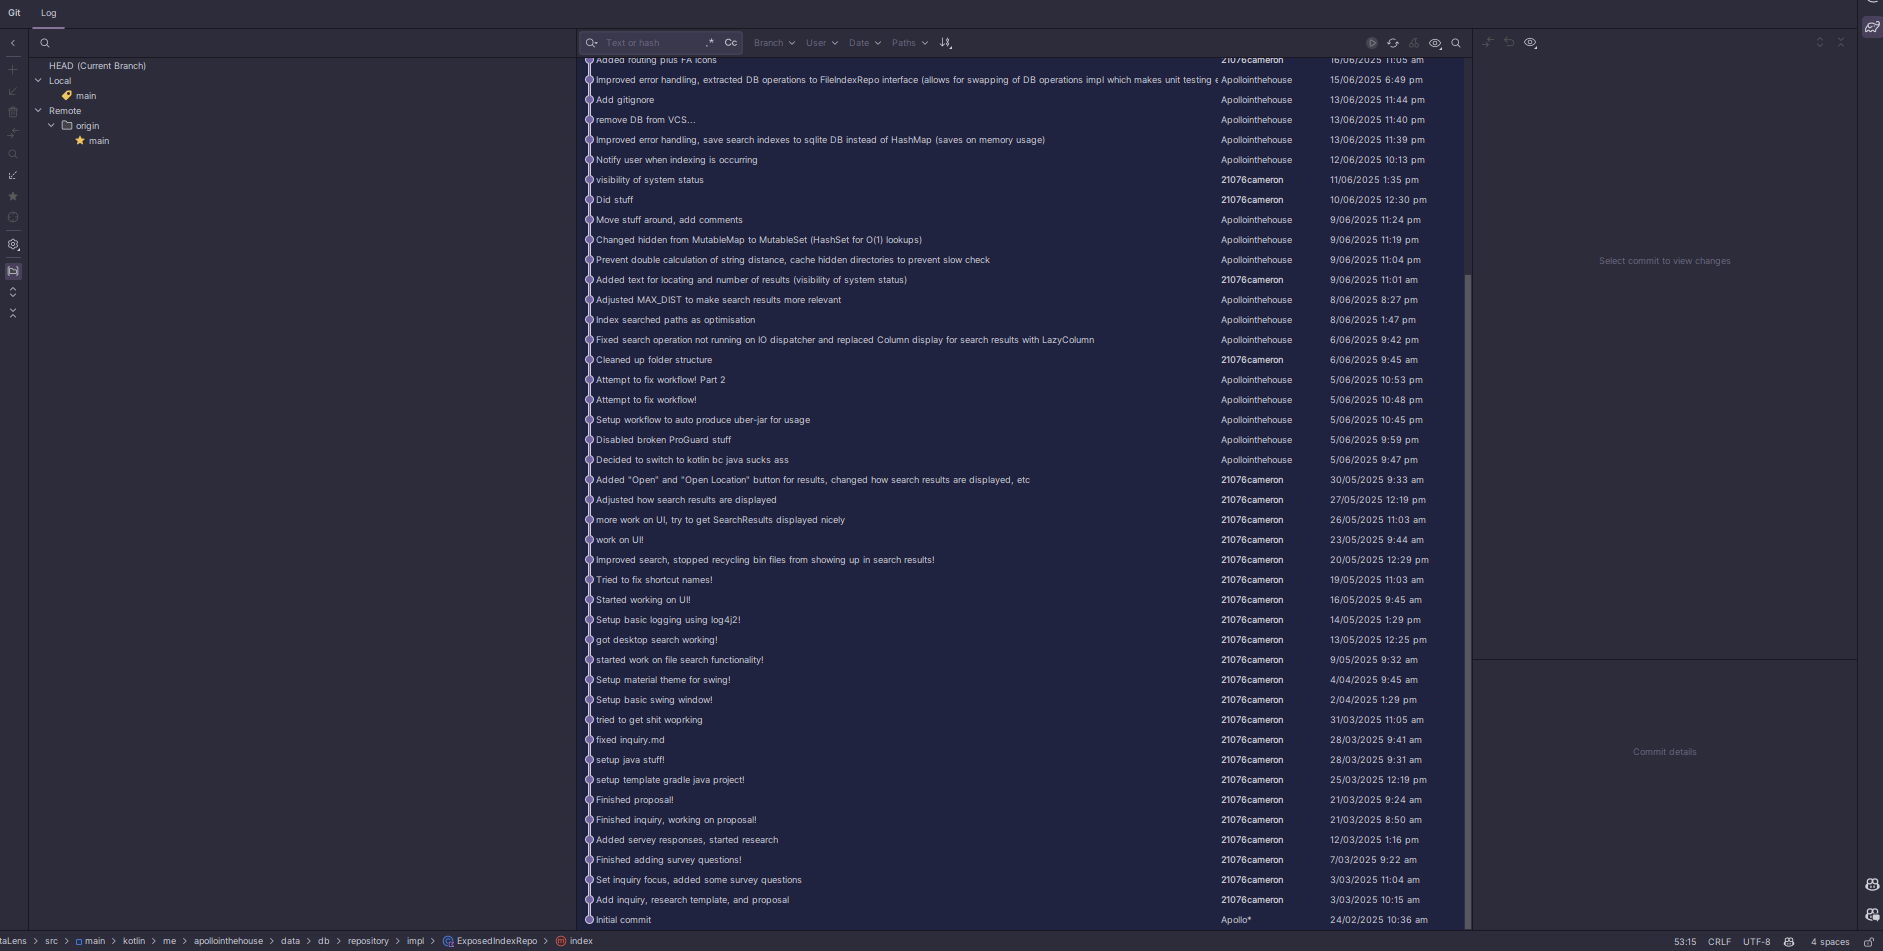 Git Log
Text or hash .* Cc Branch User Date Paths
HEAD (Current Branch)
Local
main
Remote
origin
main
Added routing plus FA icons 21076cameron 16/06/2025 11:05 am
Improved error handling, extracted DB operations to FileIndexRepo interface (allows for swapping of DB operations impl which makes unit testing e Apollointhehouse 15/06/2025 6:49 pm
Add gitignore Apollointhehouse 13/06/2025 11:44 pm
remove DB from VCS... Apollointhehouse 13/06/2025 11:40 pm
Improved error handling, save search indexes to sqlite DB instead of HashMap (saves on memory usage) Apollointhehouse 13/06/2025 11:39 pm
Notify user when indexing is occurring Apollointhehouse 12/06/2025 10:13 pm
visibility of system status 21076cameron 11/06/2025 1:35 pm
Did stuff 21076cameron 10/06/2025 12:30 pm
Move stuff around, add comments Apollointhehouse 9/06/2025 11:24 pm
Changed hidden from MutableMap to MutableSet (HashSet for O(1) lookups) Apollointhehouse 9/06/2025 11:19 pm
Prevent double calculation of string distance, cache hidden directories to prevent slow check Apollointhehouse 9/06/2025 11:04 pm
Added text for locating and number of results (visibility of system status) 21076cameron 9/06/2025 11:01 am
Adjusted MAX_DIST to make search results more relevant Apollointhehouse 8/06/2025 8:27 pm
Index searched paths as optimisation Apollointhehouse 8/06/2025 1:47 pm
Fixed search operation not running on IO dispatcher and replaced Column display for search results with LazyColumn Apollointhehouse 6/06/2025 9:42 pm
Cleaned up folder structure 21076cameron 6/06/2025 9:45 am
Attempt to fix workflow! Part 2 Apollointhehouse 5/06/2025 10:53 pm
Attempt to fix workflow! Apollointhehouse 5/06/2025 10:48 pm
Setup workflow to auto produce uber-jar for usage Apollointhehouse 5/06/2025 10:45 pm
Disabled broken ProGuard stuff Apollointhehouse 5/06/2025 9:59 pm
Decided to switch to kotlin bc java sucks ass Apollointhehouse 5/06/2025 9:47 pm
Added "Open" and "Open Location" button for results, changed how search results are displayed, etc 21076cameron 30/05/2025 9:33 am
Adjusted how search results are displayed 21076cameron 27/05/2025 12:19 pm
more work on UI, try to get SearchResults displayed nicely 21076cameron 26/05/2025 11:03 am
work on UI! 21076cameron 23/05/2025 9:44 am
Improved search, stopped recycling bin files from showing up in search results! 21076cameron 20/05/2025 12:29 pm
Tried to fix shortcut names! 21076cameron 19/05/2025 11:03 am
Started working on UI! 21076cameron 16/05/2025 9:45 am
Setup basic logging using log4j2! 21076cameron 14/05/2025 1:29 pm
got desktop search working! 21076cameron 13/05/2025 12:25 pm
started work on file search functionality! 21076cameron 9/05/2025 9:32 am
Setup material theme for swing! 21076cameron 4/04/2025 9:45 am
Setup basic swing window! 21076cameron 2/04/2025 1:29 pm
tried to get shit woprking 21076cameron 31/03/2025 11:05 am
fixed inquiry.md 21076cameron 28/03/2025 9:41 am
setup java stuff! 21076cameron 28/03/2025 9:31 am
setup template gradle java project! 21076cameron 25/03/2025 12:19 pm
Finished proposal! 21076cameron 21/03/2025 9:24 am
Finished inquiry, working on proposal! 21076cameron 21/03/2025 8:50 am
Added survey responses, started research 21076cameron 12/03/2025 1:16 pm
Finished adding survey questions! 21076cameron 7/03/2025 9:22 am
Set inquiry focus, added some survey questions 21076cameron 3/03/2025 11:04 am
Add inquiry, research template, and proposal 21076cameron 3/03/2025 10:15 am
Initial commit Apollo* 24/02/2025 10:36 am
Select commit to view changes
Commit details
taLens src main kotlin me apollointhehouse data db repository impl ExposedIndexRepo index 53:15 CRLF UTF-8 4 spaces